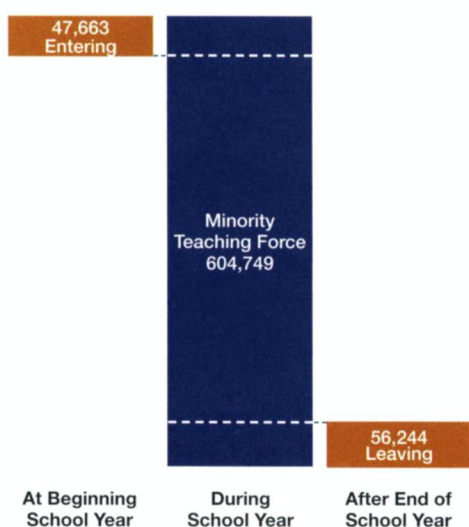 47,663
Entering
Minority
Teaching Force
604,749
56,244
Leaving
At Beginning
School Year
During
School Year
After End of
School Year